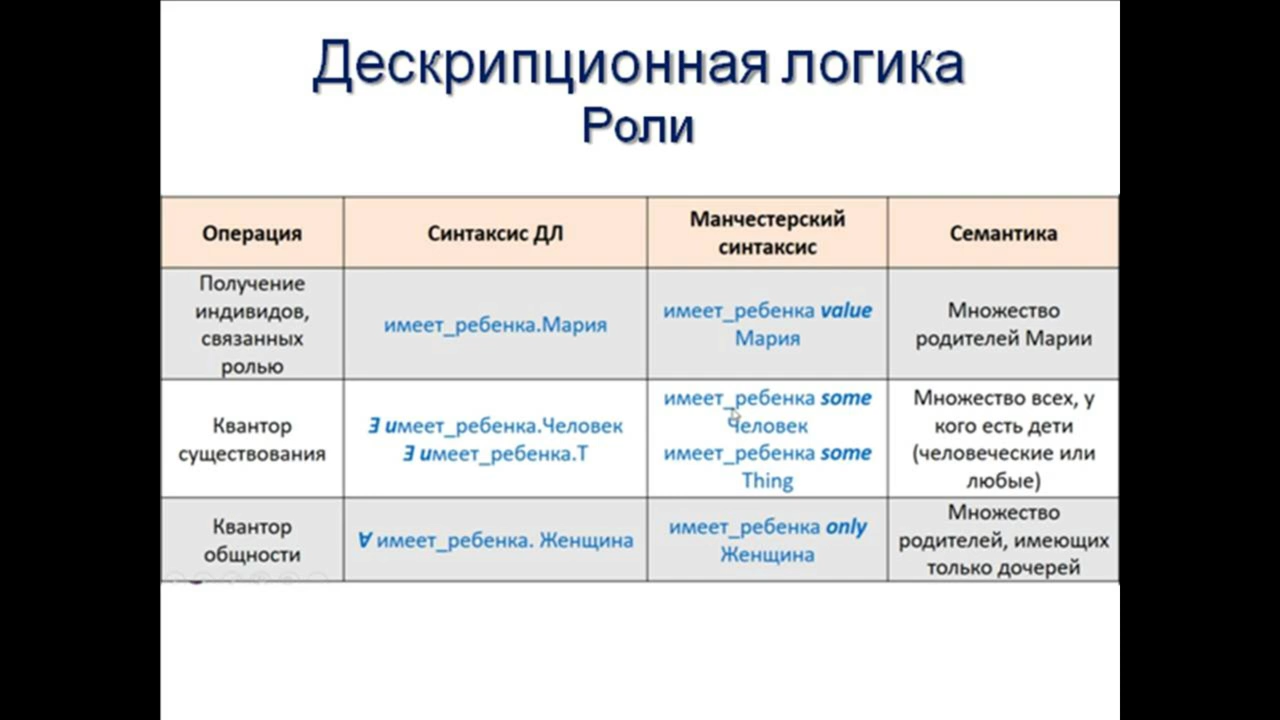 Дескрипционная логика
Роли
Операция
Синтаксис ДЛ
Манчестерский
синтаксис
Семантика
Получение
индивидов,
связанных
ролью
имеет_ребенка.Мария
имеет_ребенка value
Мария
Множество
родителей Марии
Квантор
существования
∃ имеет_ребенка.Человек
∃ имеет_ребенка.Т
имеет_ребенка some
Человек
имеет_ребенка some
Thing
Множество всех, у
кого есть дети
(человеческие или
любые)
Квантор
общности
∀ имеет_ребенка. Женщина
имеет_ребенка only
Женщина
Множество
родителей, имеющих
только дочерей